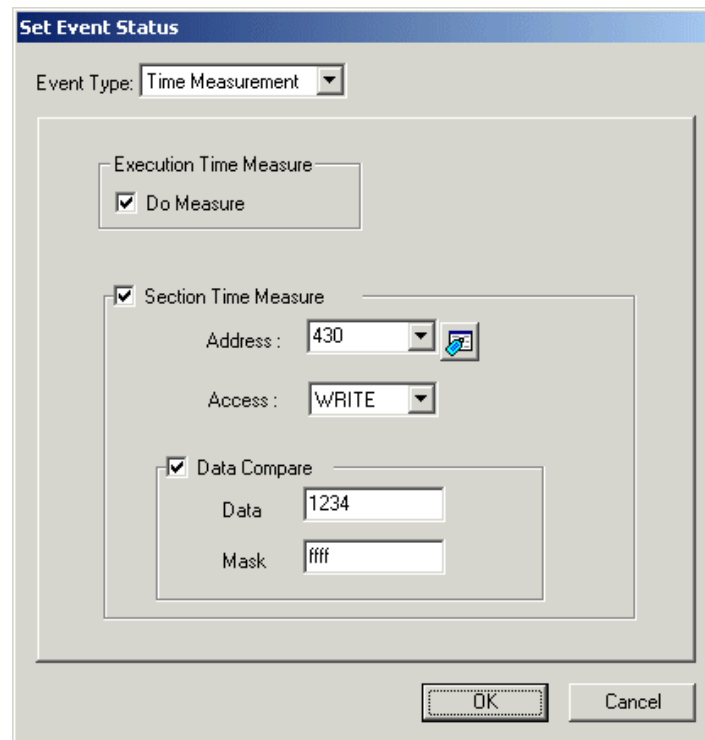 Set Event Status
Event Type: Time Measurement
Execution Time Measure
Do Measure
Section Time Measure
Address : 430
Access : WRITE
Data Compare
Data 1234
Mask ffff
OK Cancel